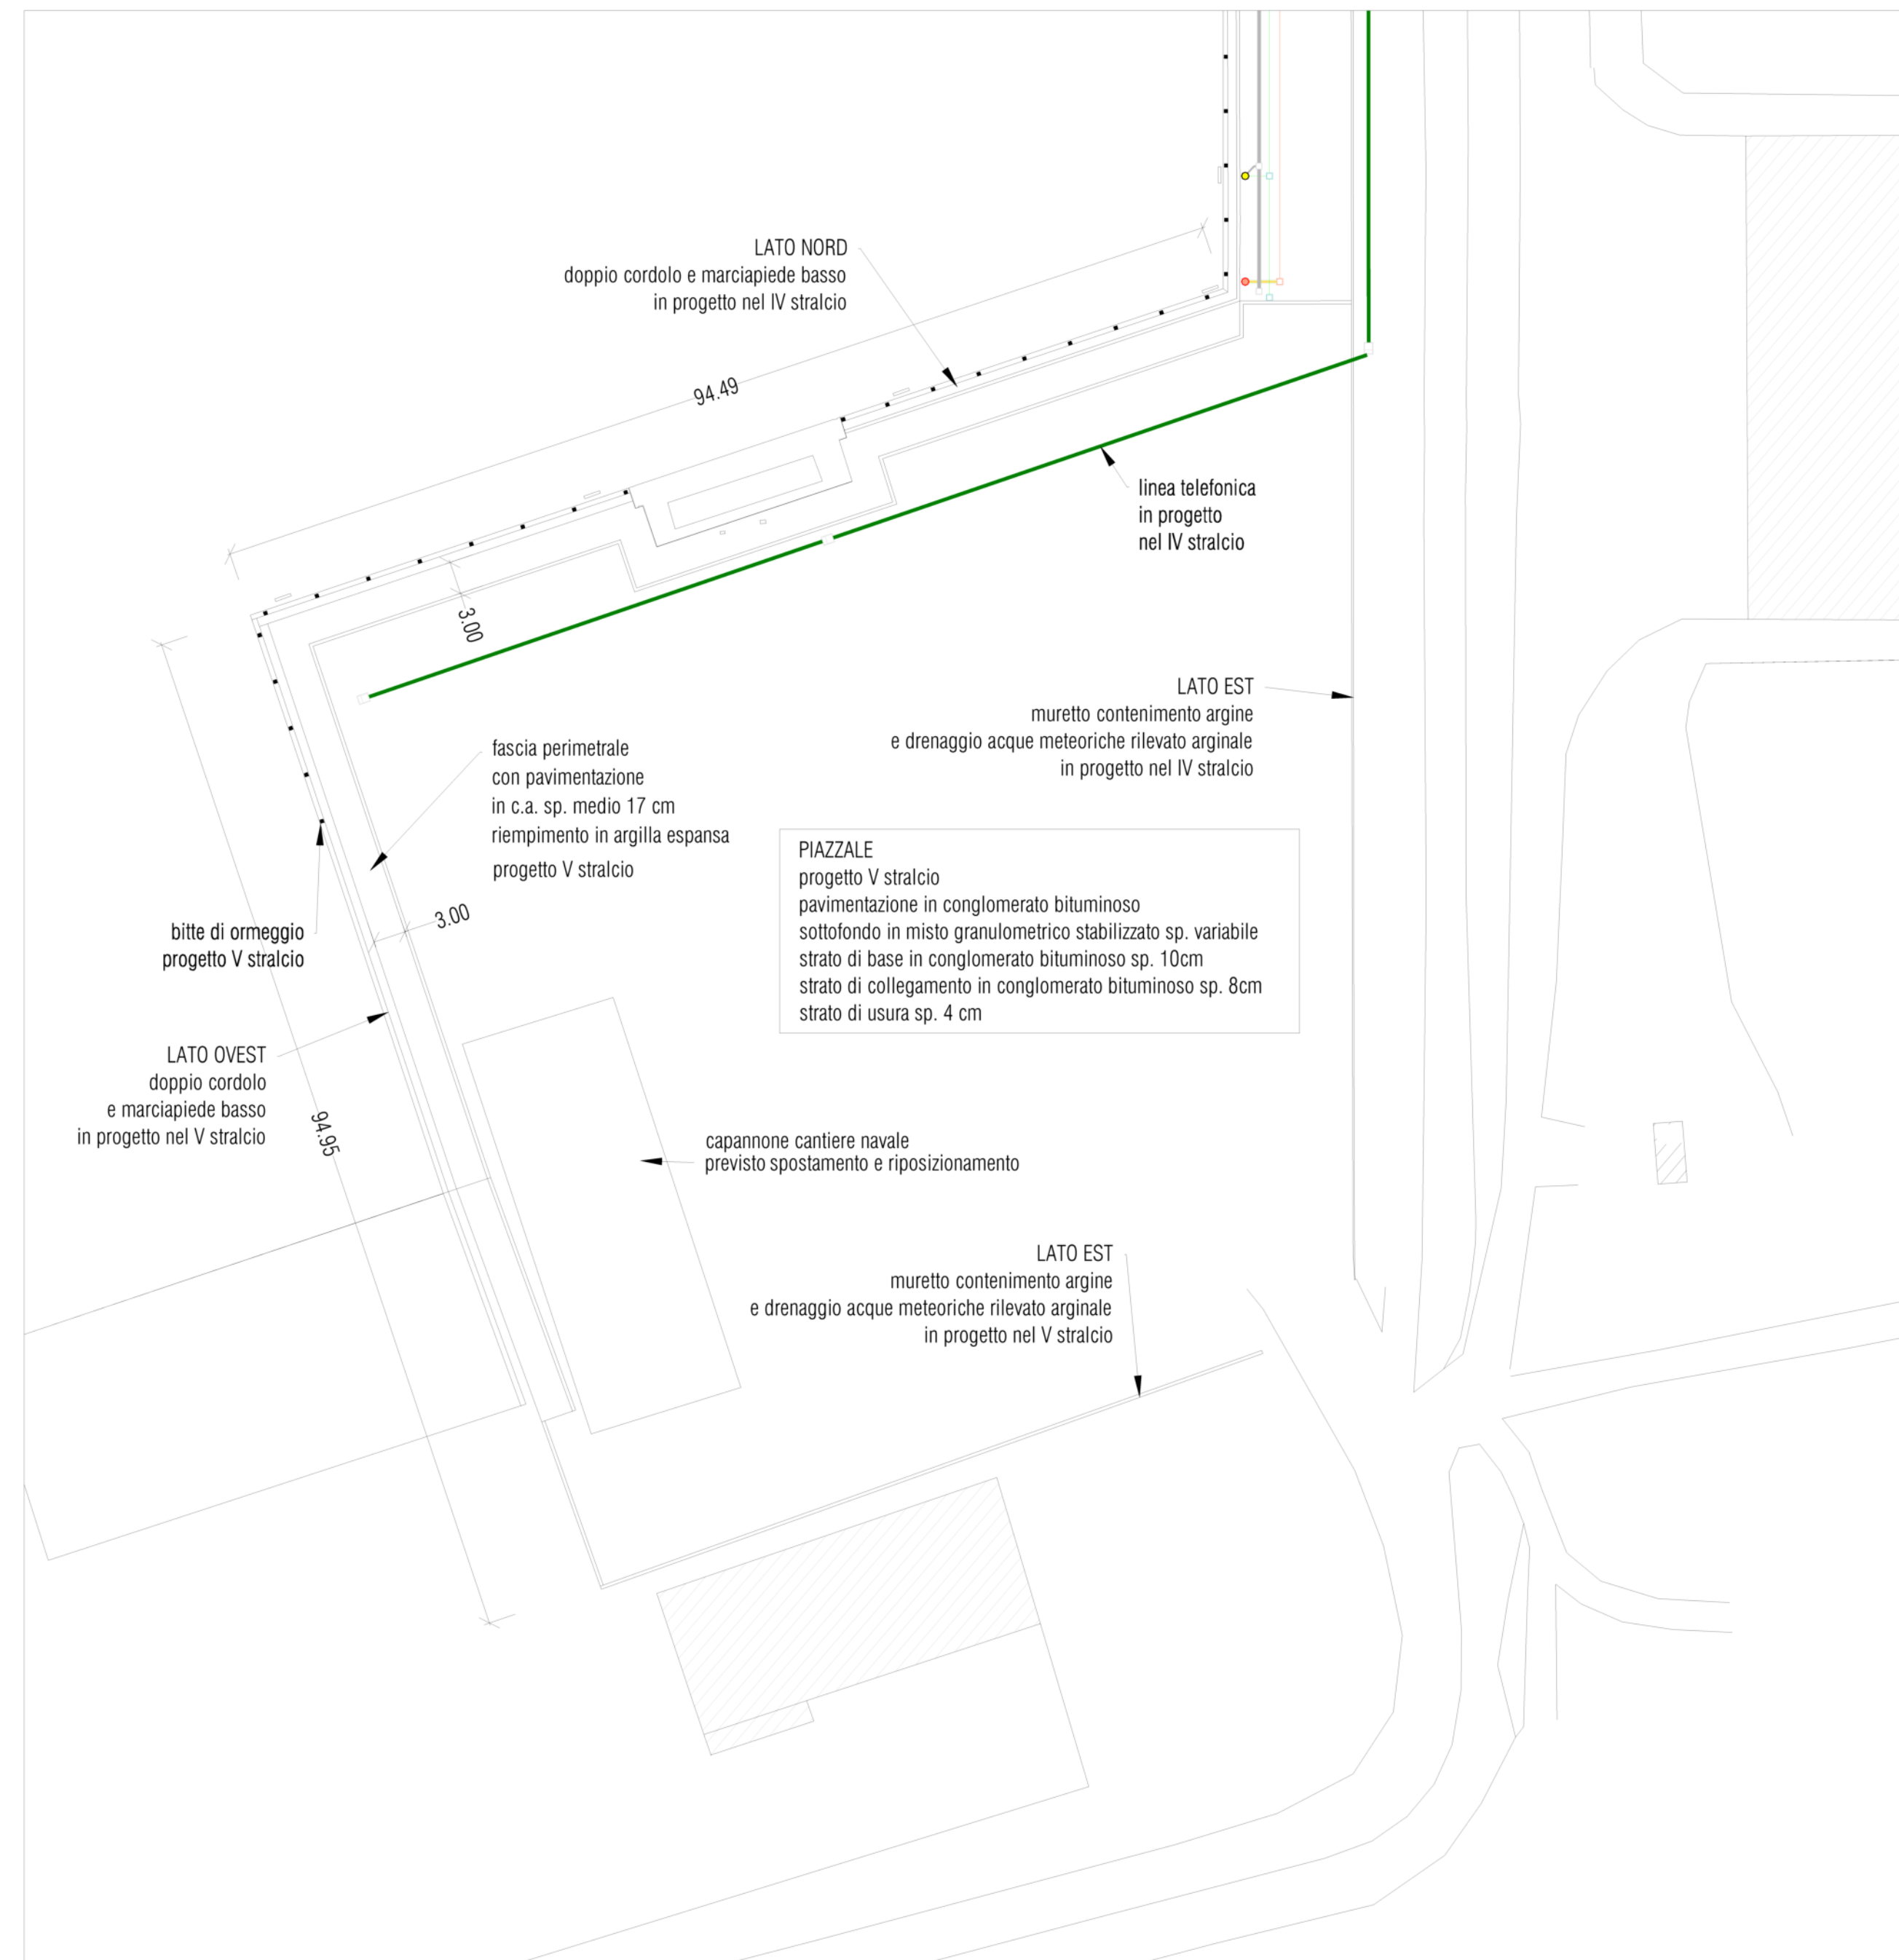 LATO NORD
doppio cordolo e marciapiede basso
in progetto nel IV stralcio
94.49
linea telefonica
in progetto
nel IV stralcio
3.00
LATO EST
muretto contenimento argine
e drenaggio acque meteoriche rilevato arginale
in progetto nel IV stralcio
fascia perimetrale
con pavimentazione
in c.a. sp. medio 17 cm
riempimento in argilla espansa
progetto V stralcio
PIAZZALE
progetto V stralcio
pavimentazione in conglomerato bituminoso
sottofondo in misto granulometrico stabilizzato sp. variabile
strato di base in conglomerato bituminoso sp. 10cm
strato di collegamento in conglomerato bituminoso sp. 8cm
strato di usura sp. 4 cm
3.00
bitte di ormeggio
progetto V stralcio
LATO OVEST
doppio cordolo
e marciapiede basso
in progetto nel V stralcio
94.95
capannone cantiere navale
previsto spostamento e riposizionamento
LATO EST
muretto contenimento argine
e drenaggio acque meteoriche rilevato arginale
in progetto nel V stralcio